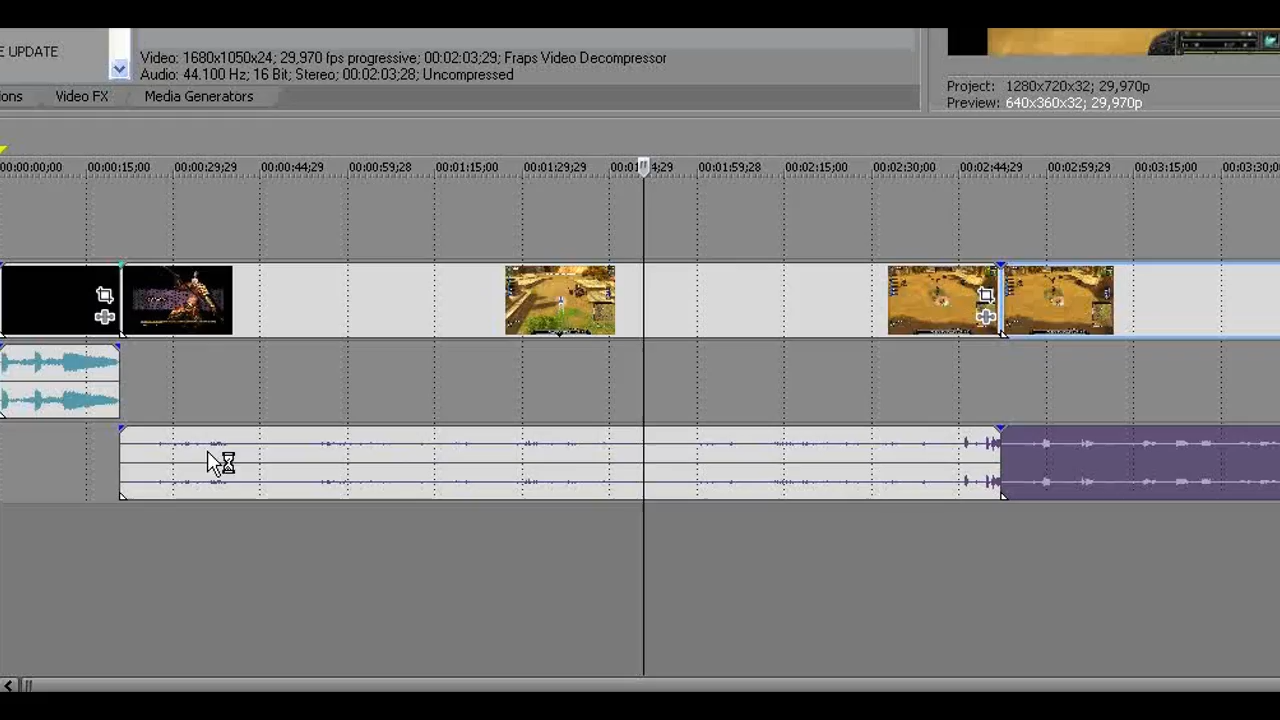 E UPDATE
Video: 1680x1050x24; 29,970 fps progressive; 00:02:03;29; Fraps Video Decompressor
Audio: 44.100 Hz; 16 Bit; Stereo; 00:02:03;28; Uncompressed
ons Video FX Media Generators
Project: 1280x720x32; 29,970p
Preview: 640x360x32; 29,970p
00:00:00;00 00:00:15;00 00:00:29;29 00:00:44;29 00:00:59;28 00:01:15;00 00:01:29;29 00:01:44;29 00:01:59;28 00:02:15;00 00:02:30;00 00:02:44;29 00:02:59;29 00:03:15;00 00:03:30;0